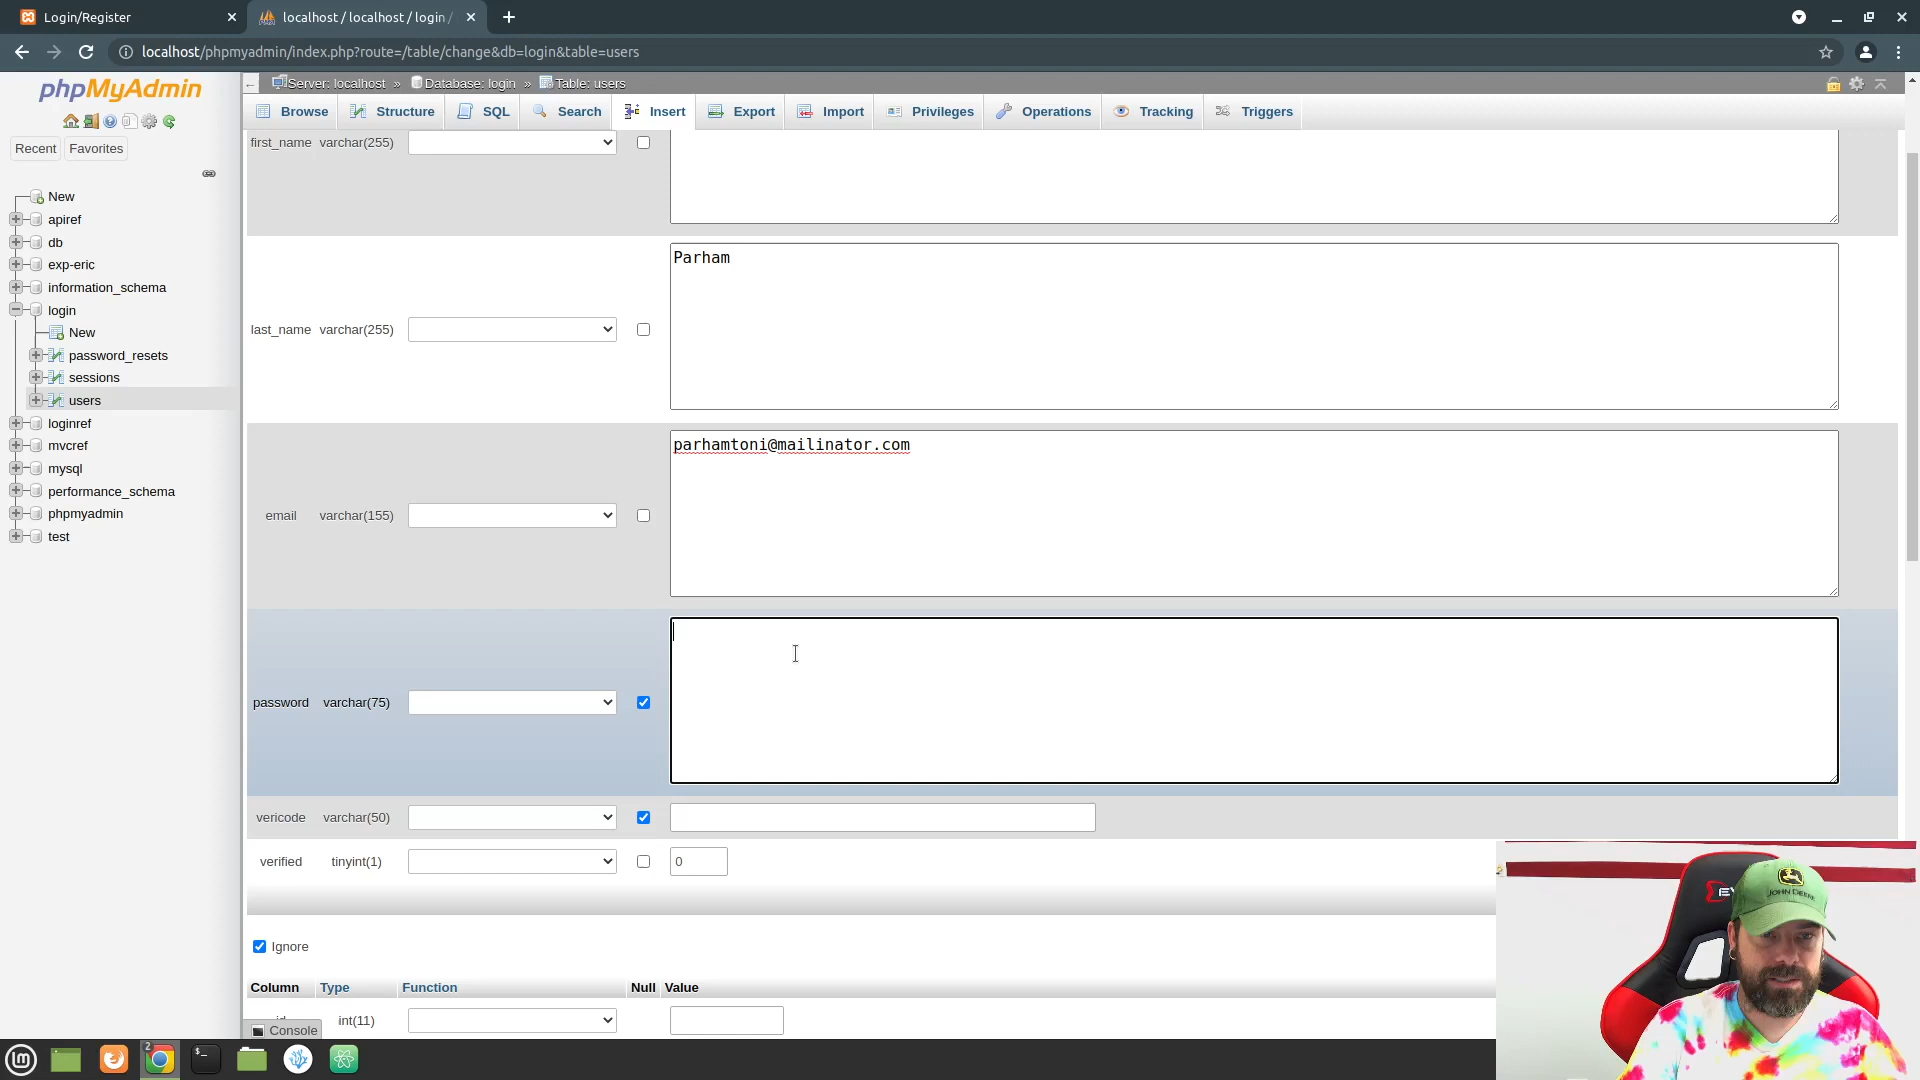 Login/Register
localhost / localhost / login /
localhost/phpmyadmin/index.php?route=/table/change&db=login&table=users
phpMyAdmin
Server: localhost » Database: login » Table: users
Browse Structure SQL Search Insert Export Import Privileges Operations Tracking Triggers
Recent Favorites
New
apiref
db
exp-eric
information_schema
login
New
password_resets
sessions
users
loginref
mvcref
mysql
performance_schema
phpmyadmin
test
first_name varchar(255)
last_name varchar(255) Parham
email varchar(155) parhamtoni@mailinator.com
password varchar(75)
vericode varchar(50)
verified tinyint(1) 0
Ignore
Column Type Function Null Value
int(11)
Console
2
JOHN DEERE